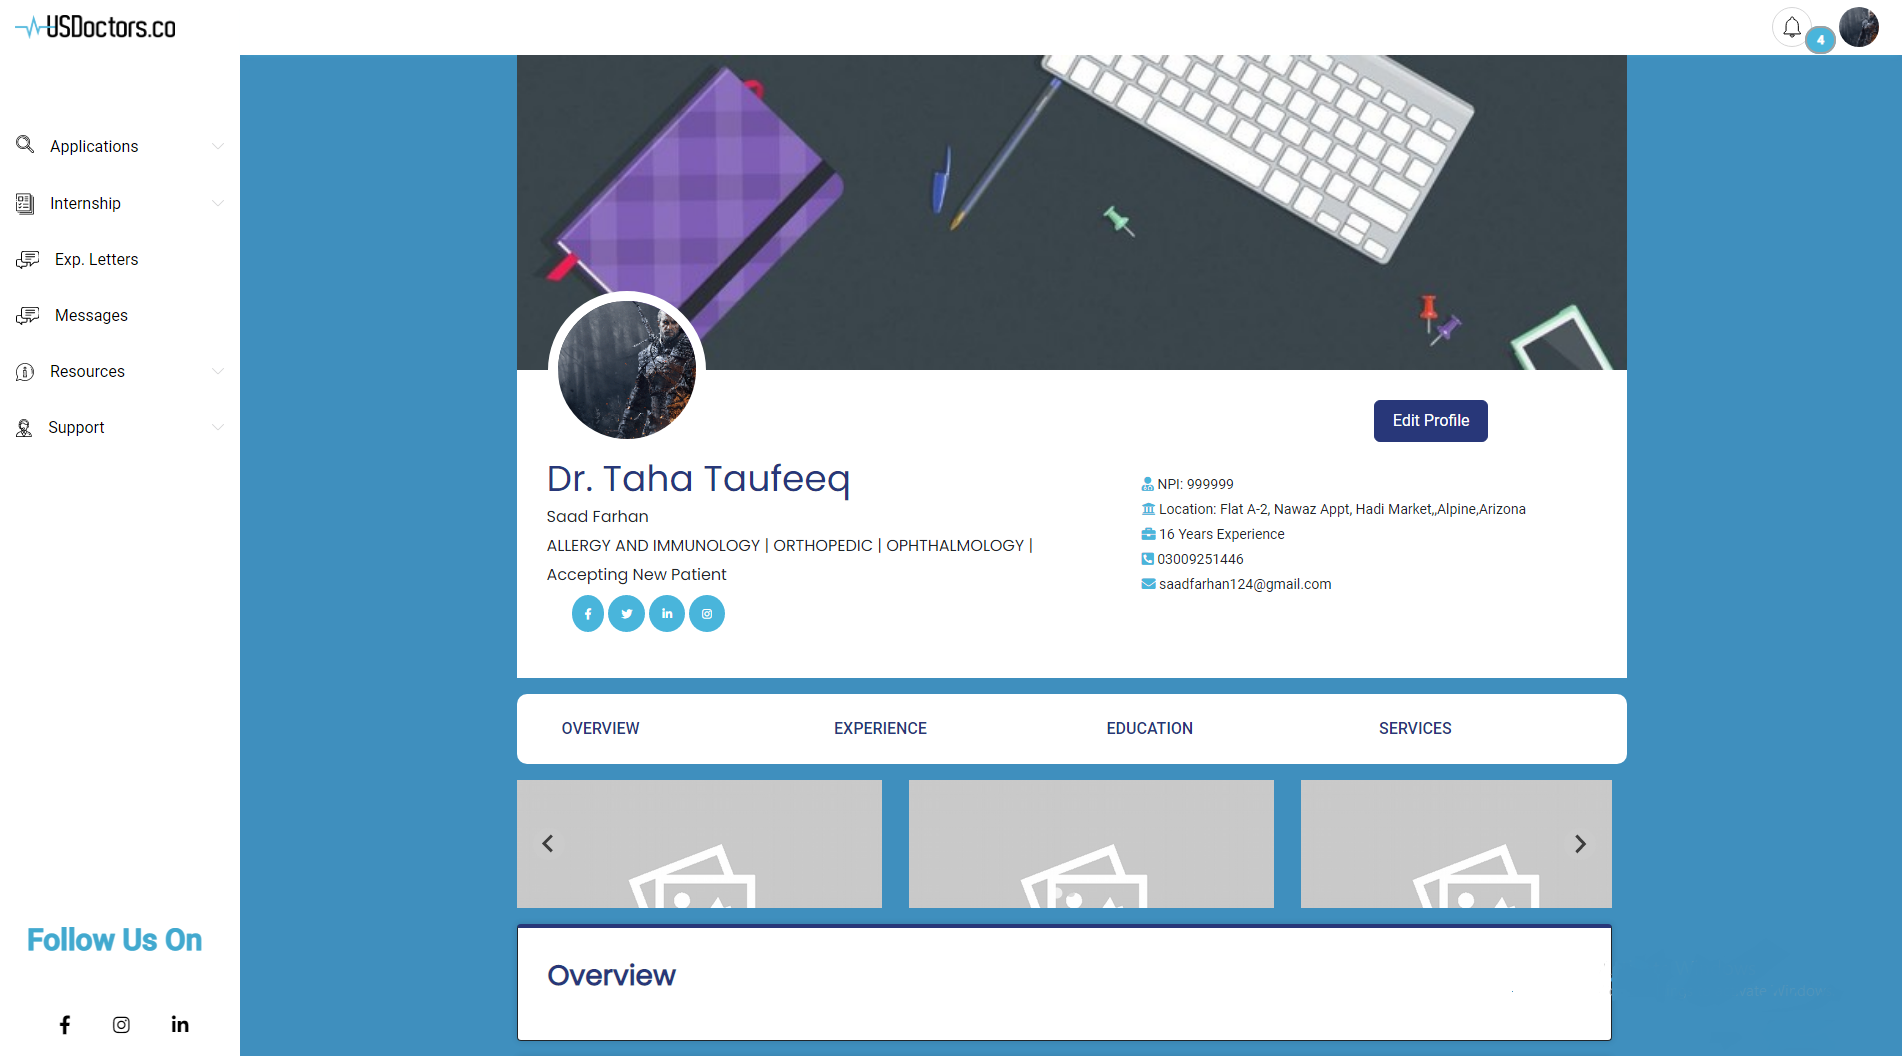 USDoctors.co
4
Applications
Internship
Exp. Letters
Messages
Resources
Support
Follow Us On
Edit Profile
Dr. Taha Taufeeq
Saad Farhan
ALLERGY AND IMMUNOLOGY | ORTHOPEDIC | OPHTHALMOLOGY |
Accepting New Patient
NPI: 999999
Location: Flat A-2, Nawaz Appt, Hadi Market,,Alpine,Arizona
16 Years Experience
03009251446
saadfarhan124@gmail.com
OVERVIEW
EXPERIENCE
EDUCATION
SERVICES
Overview